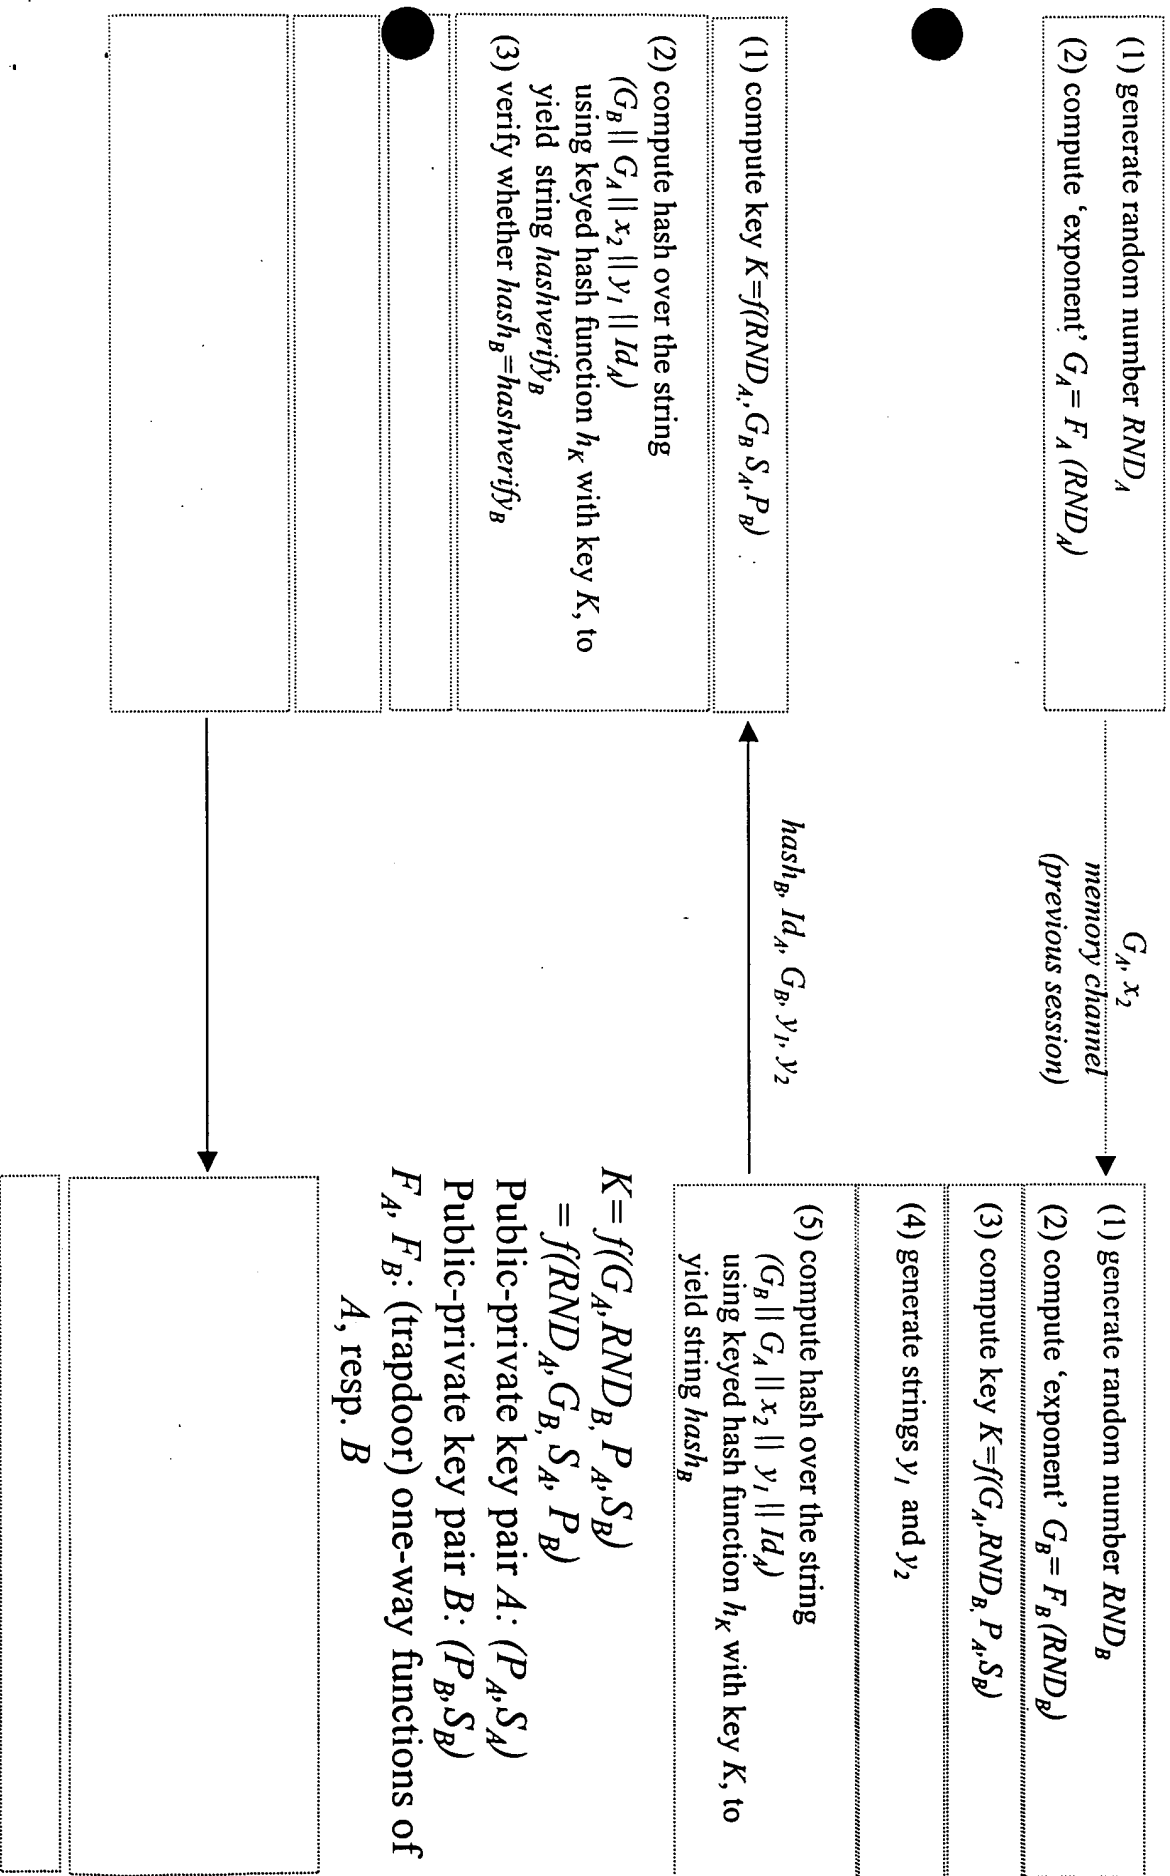 (1) generate random number RND_A
(2) compute ‘exponent’ G_A = F_A (RND_A)
G_A, x_2
memory channel
(previous session)
(1) generate random number RND_B
(2) compute ‘exponent’ G_B = F_B (RND_B)
(3) compute key K=f(G_A,RND_B, P_A,S_B)
(4) generate strings y_1 and y_2
(5) compute hash over the string
(G_B || G_A || x_2 || y_1 || Id_A)
using keyed hash function h_K with key K, to
yield string hash_B
hash_B, Id_A, G_B, y_1, y_2
(1) compute key K=f(RND_A,G_B S_A,P_B)
(2) compute hash over the string
(G_B || G_A || x_2 || y_1 || Id_A)
using keyed hash function h_K with key K, to
yield string hashverify_B
(3) verify whether hash_B=hashverify_B
K= f(G_A,RND_B, P_A,S_B)
= f(RND_A,G_B, S_A, P_B)
Public-private key pair A: (P_A,S_A)
Public-private key pair B: (P_B,S_B)
F_A, F_B: (trapdoor) one-way functions of
A, resp. B